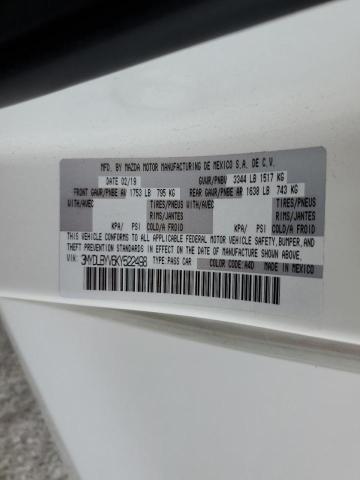 MFD. BY MAZDA MOTOR MANUFACTURING DE MEXICO S.A. DE C.V.
DATE 02/19 GVWR/PNBV 3344 LB 1517 KG
FRONT GAWR/PNBE AV 1753 LB 795 KG REAR GAWR/PNBE AR 1638 LB 743 KG
WITH/AVEC TIRES/PNEUS WITH/AVEC TIRES/PNEUS
RIMS/JANTES RIMS/JANTES
KPA/ PSI COLD/A FROID KPA/ PSI COLD/A FROID
THIS VEHICLE CONFORMS TO ALL APPLICABLE FEDERAL MOTOR VEHICLE SAFETY, BUMPER, AND
THEFT PREVENTION STANDARDS IN EFFECT ON THE DATE OF MANUFACTURE SHOWN ABOVE.
VIN: 3MYDLBYV6KY522498 TYPE: PASS CAR COLOR CODE: A4D MADE IN MEXICO